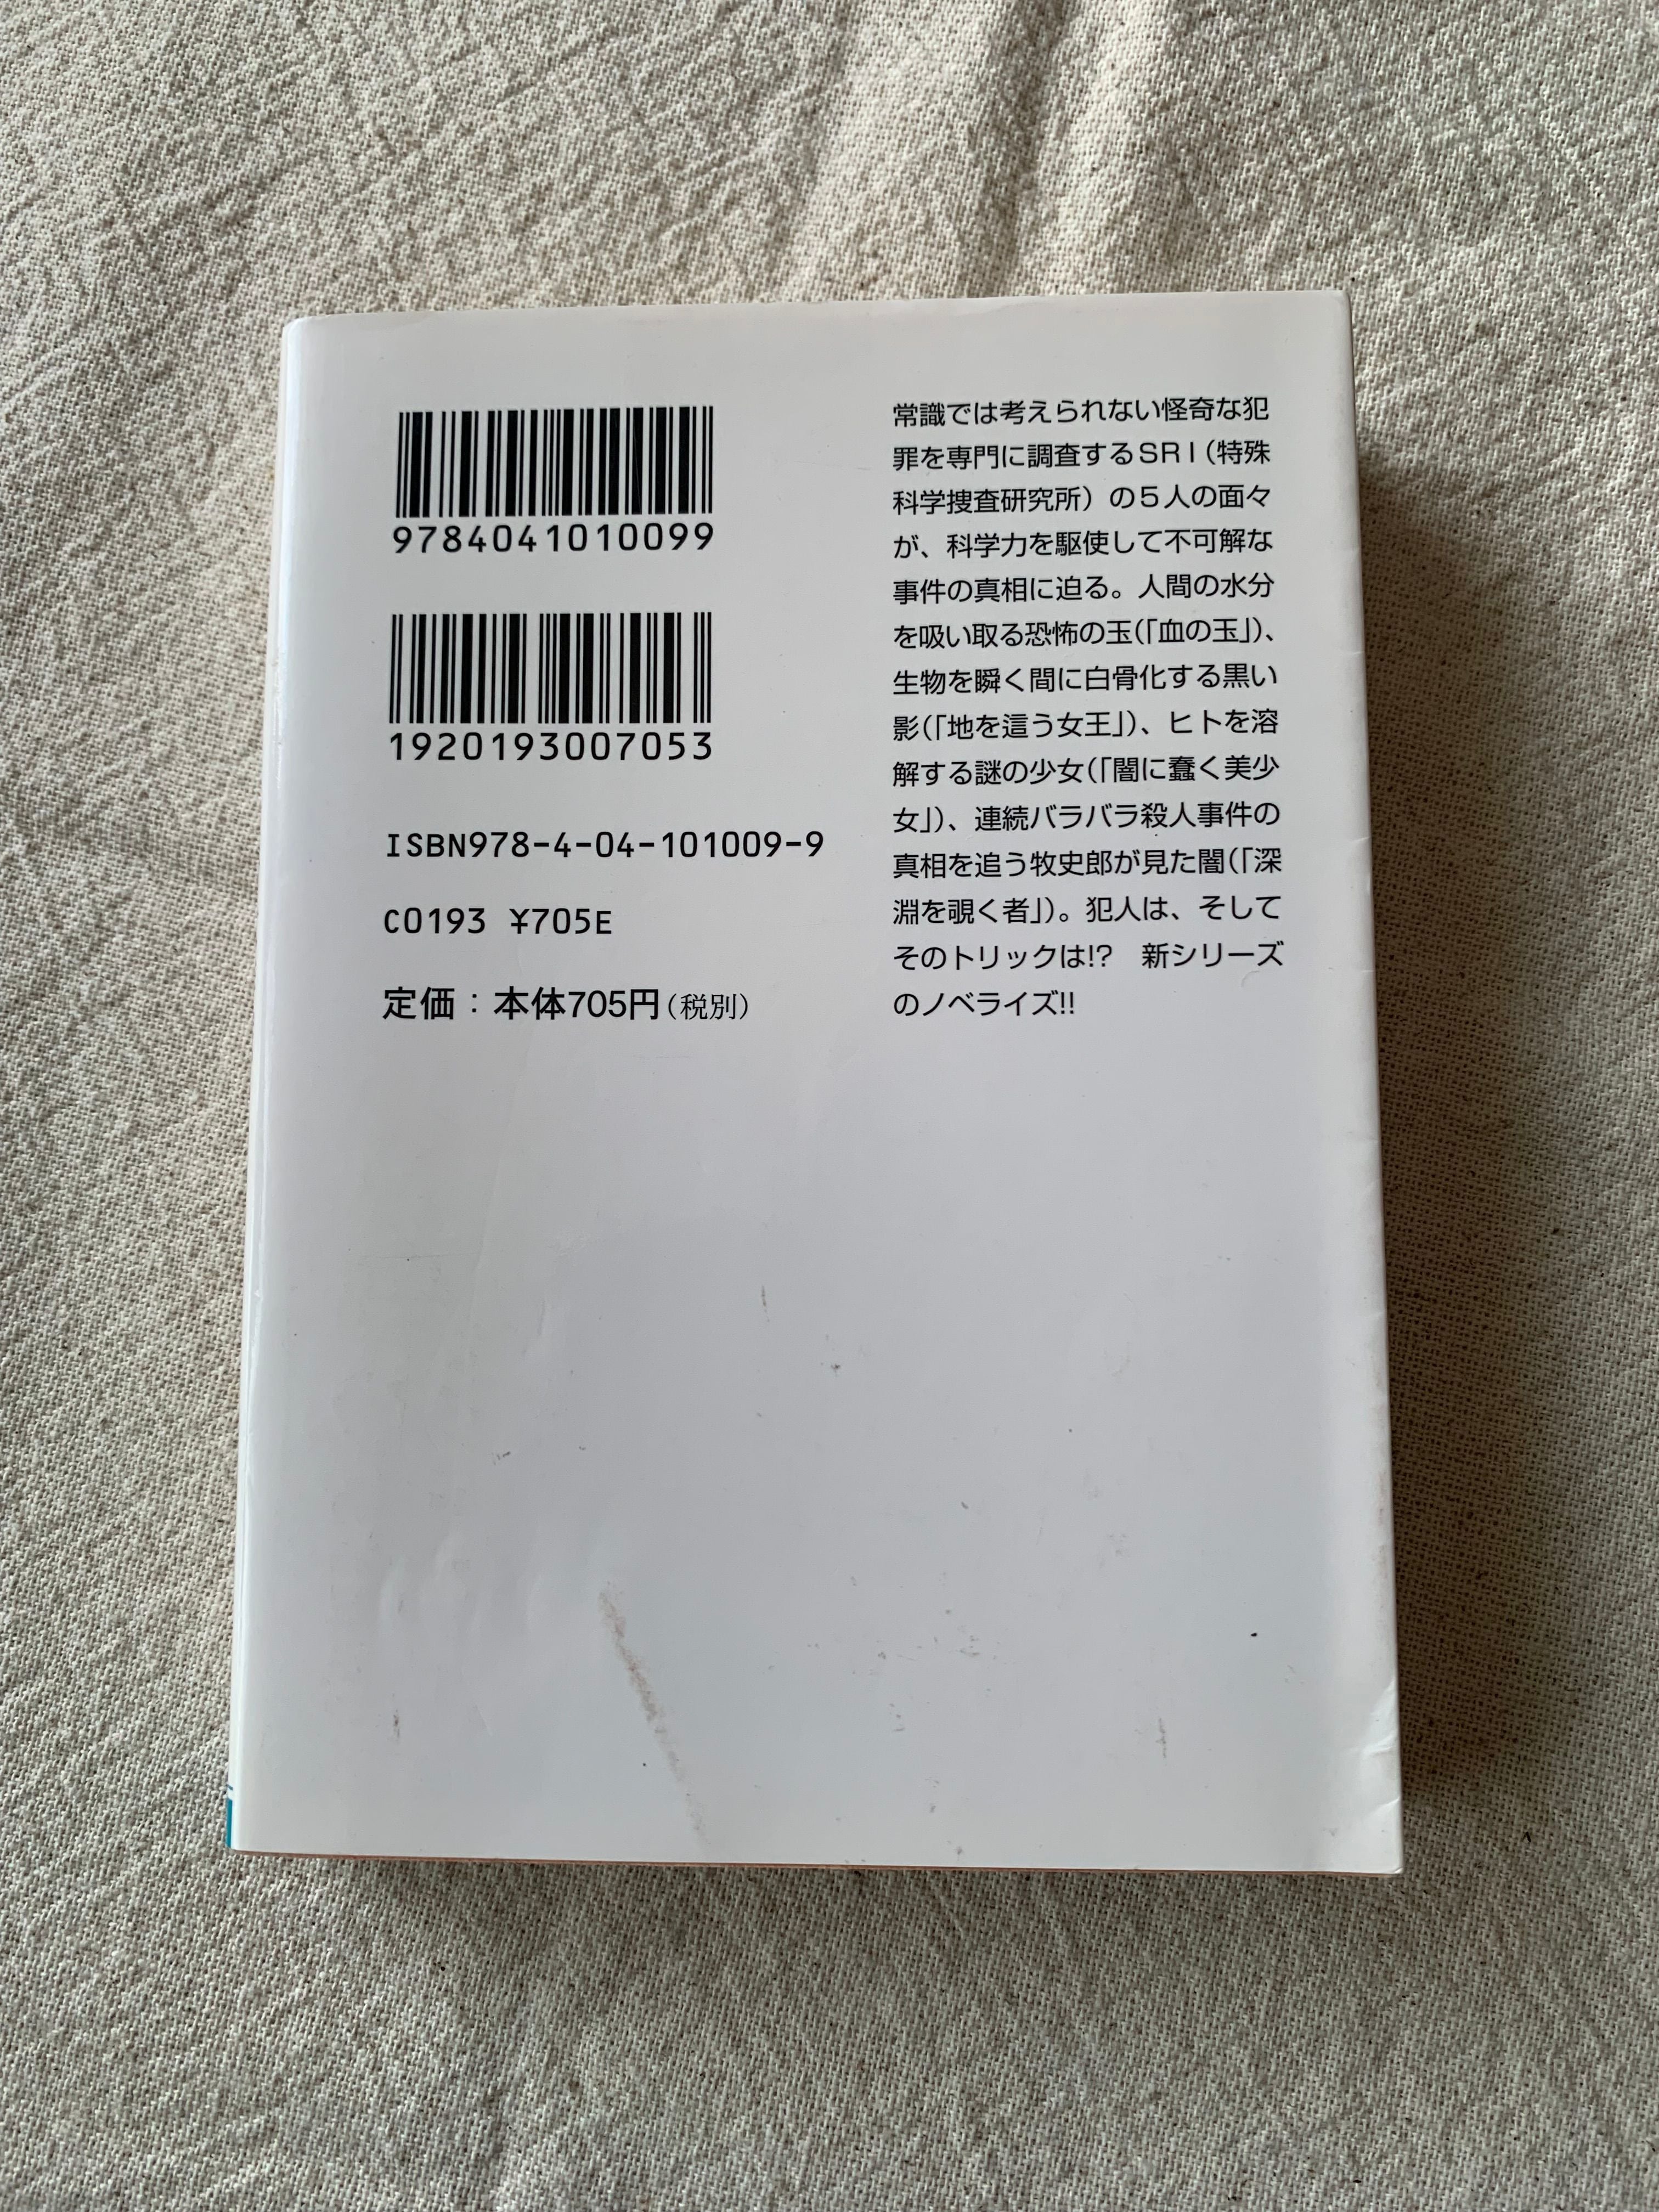 9784041010099
1920193007053
ISBN978-4-04-101009-9
C0193 ¥705E
定価：本体705円(税別)
常識では考えられない怪奇な犯
罪を専門に調査するSRI(特殊
科学捜査研究所)の5人の面々
が、科学力を駆使して不可解な
事件の真相に迫る。人間の水分
を吸い取る恐怖の玉(「血の玉」)、
生物を瞬く間に白骨化する黒い
影(「地を這う女王」)、ヒトを溶
解する謎の少女(「闇に蠢く美少
女」)、連続バラバラ殺人事件の
真相を追う牧史郎が見た闇(「深
淵を覗く者」)。犯人は、そして
そのトリックは!?　新シリーズ
のノベライズ!!